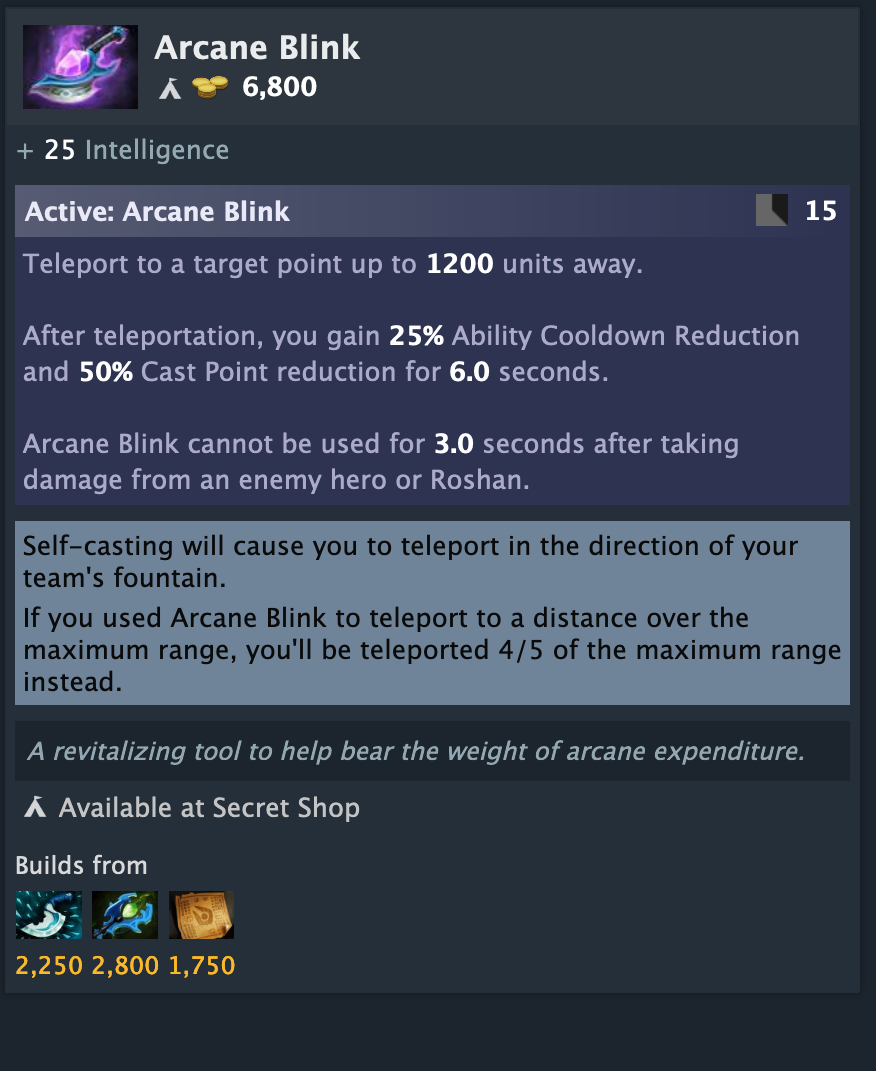 Arcane Blink
6,800
+ 25 Intelligence
Active: Arcane Blink 15
Teleport to a target point up to 1200 units away.
After teleportation, you gain 25% Ability Cooldown Reduction
and 50% Cast Point reduction for 6.0 seconds.
Arcane Blink cannot be used for 3.0 seconds after taking
damage from an enemy hero or Roshan.
Self-casting will cause you to teleport in the direction of your
team's fountain.
If you used Arcane Blink to teleport to a distance over the
maximum range, you'll be teleported 4/5 of the maximum range
instead.
A revitalizing tool to help bear the weight of arcane expenditure.
Available at Secret Shop
Builds from
2,250 2,800 1,750